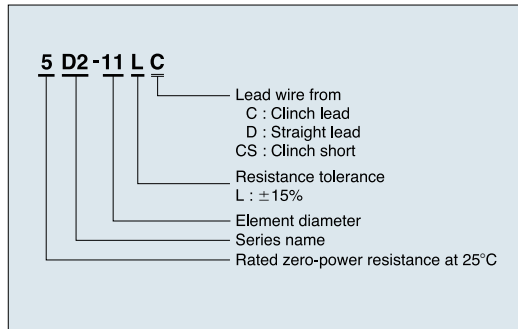 5 D2-11 L C
Lead wire from
C : Clinch lead
D : Straight lead
CS : Clinch short
Resistance tolerance
L : ±15%
Element diameter
Series name
Rated zero-power resistance at 25°C